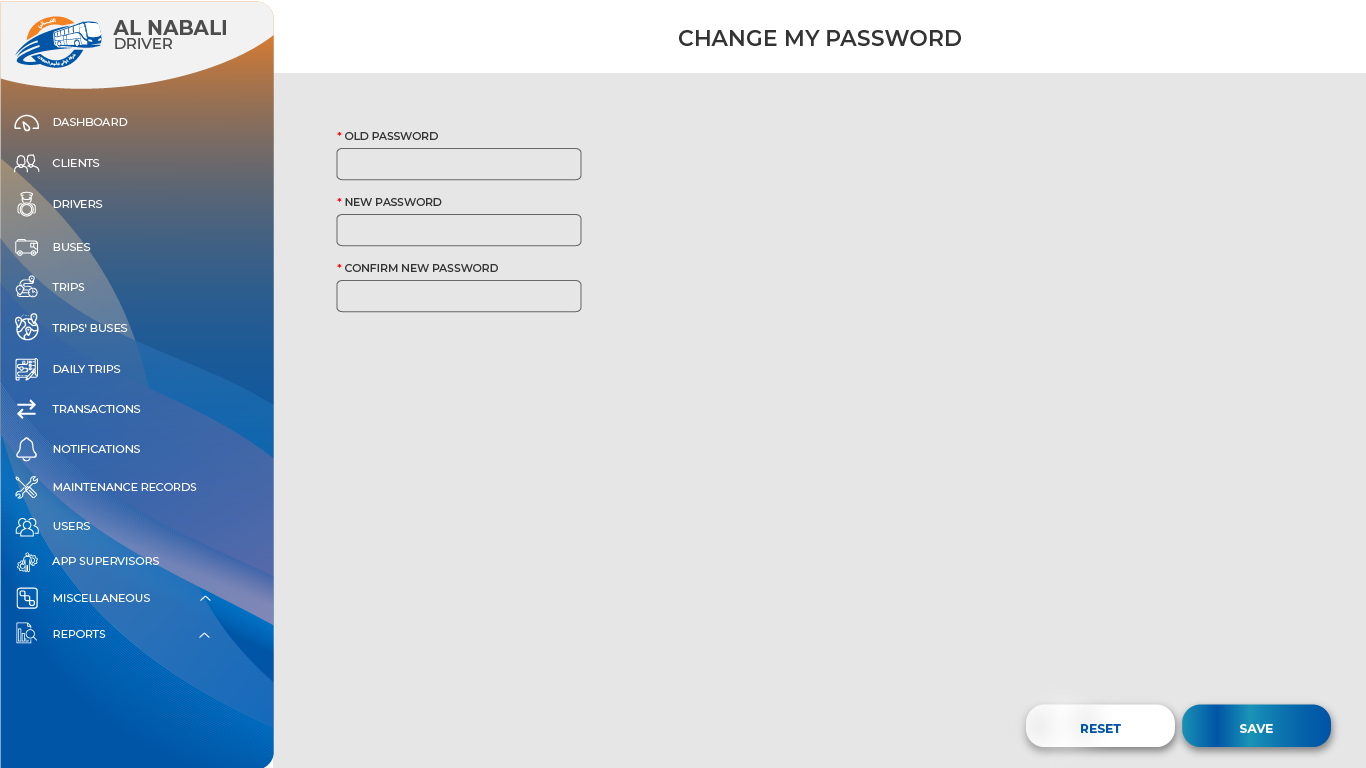 AL NABALI
DRIVER
CHANGE MY PASSWORD
DASHBOARD
CLIENTS
DRIVERS
BUSES
TRIPS
TRIPS' BUSES
DAILY TRIPS
TRANSACTIONS
NOTIFICATIONS
MAINTENANCE RECORDS
USERS
APP SUPERVISORS
MISCELLANEOUS
REPORTS
* OLD PASSWORD
* NEW PASSWORD
* CONFIRM NEW PASSWORD
RESET
SAVE